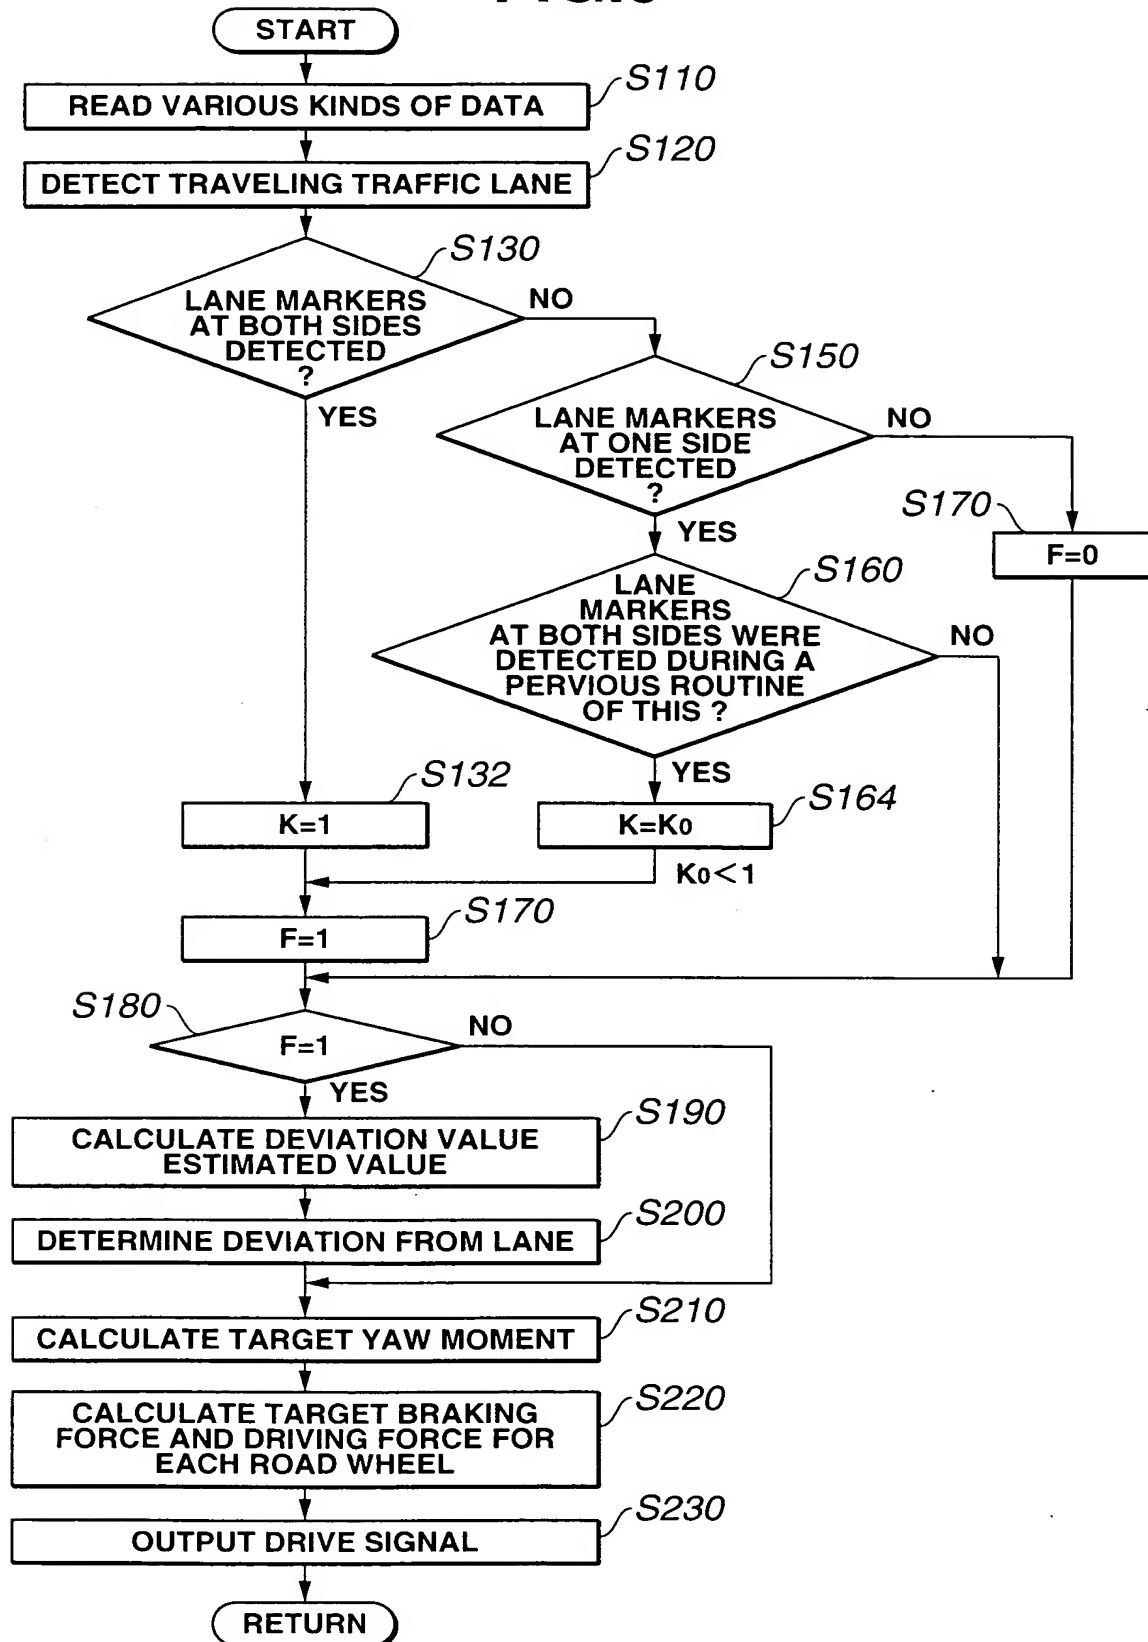 START
S110
READ VARIOUS KINDS OF DATA
S120
DETECT TRAVELING TRAFFIC LANE
S130
LANE MARKERS
AT BOTH SIDES
DETECTED
?
NO
YES
S150
LANE MARKERS
AT ONE SIDE
DETECTED
?
NO
YES
S170
F=0
S160
LANE
MARKERS
AT BOTH SIDES WERE
DETECTED DURING A
PERVIOUS ROUTINE
OF THIS ?
NO
YES
S132
K=1
S164
K=K0
K0<1
S170
F=1
S180
F=1
NO
YES
S190
CALCULATE DEVIATION VALUE
ESTIMATED VALUE
S200
DETERMINE DEVIATION FROM LANE
S210
CALCULATE TARGET YAW MOMENT
S220
CALCULATE TARGET BRAKING
FORCE AND DRIVING FORCE FOR
EACH ROAD WHEEL
S230
OUTPUT DRIVE SIGNAL
RETURN